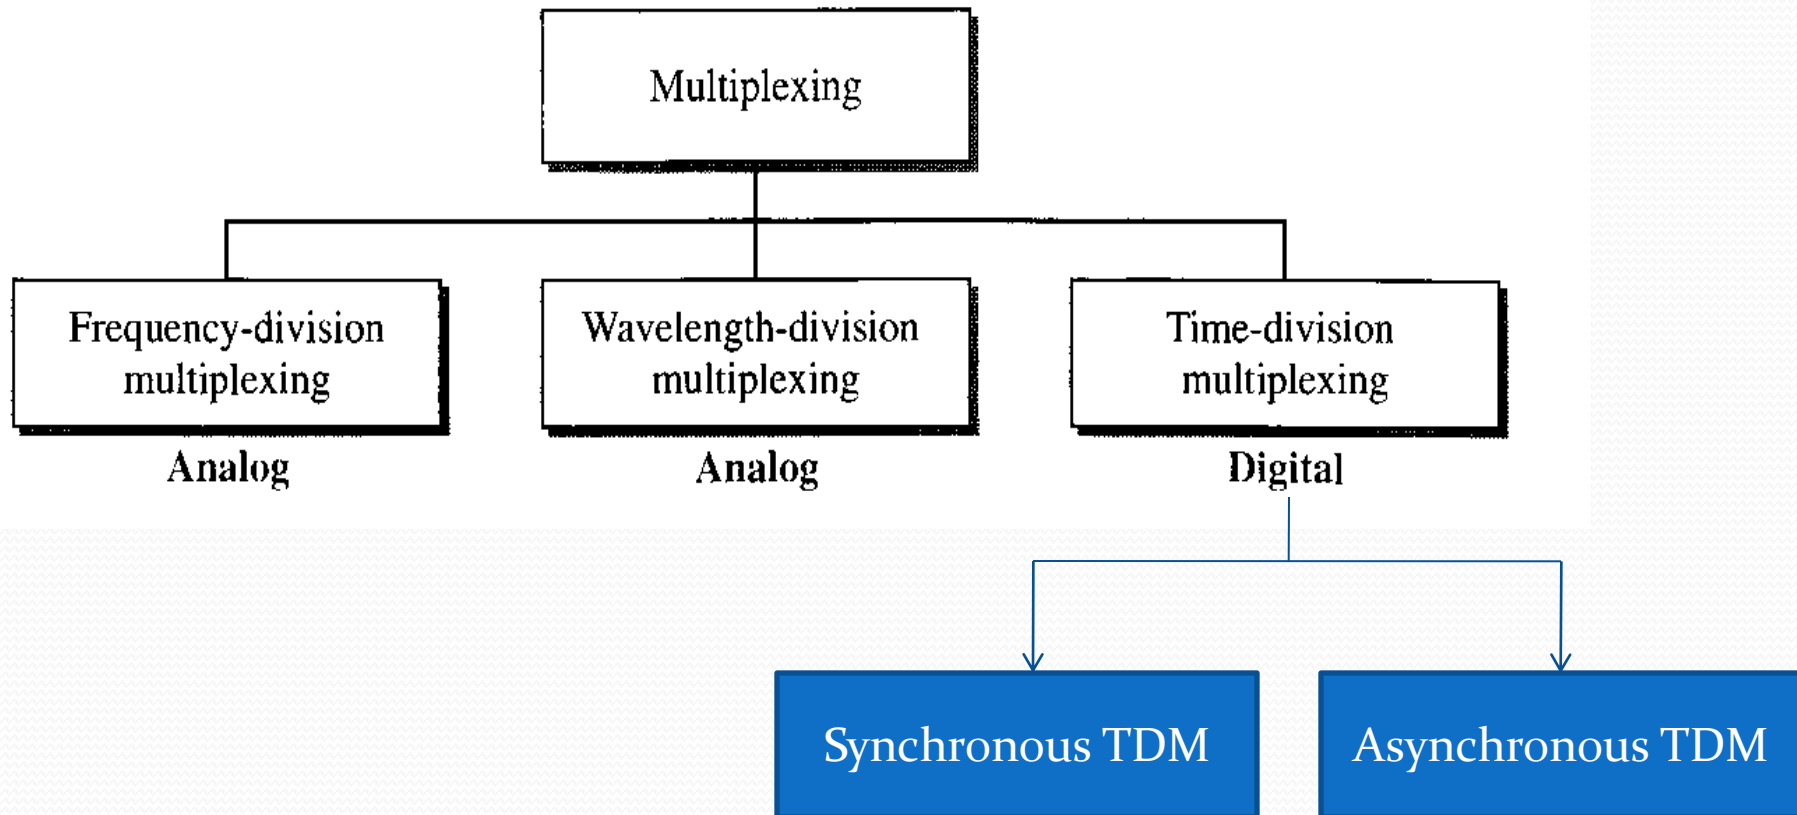 Multiplexing
Frequency-division
multiplexing
Wavelength-division
multiplexing
Time-division
multiplexing
Analog
Analog
Digital
Synchronous TDM
Asynchronous TDM